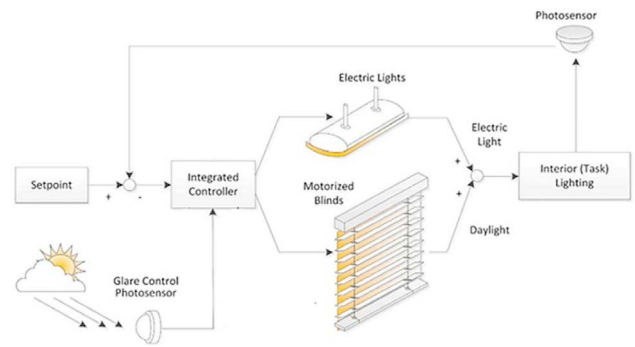 Photosensor
Electric Lights
Electric
Light
+
Setpoint
+
-
Integrated
Controller
Motorized
Blinds
+
Interior (Task)
Lighting
Daylight
Glare Control
Photosensor